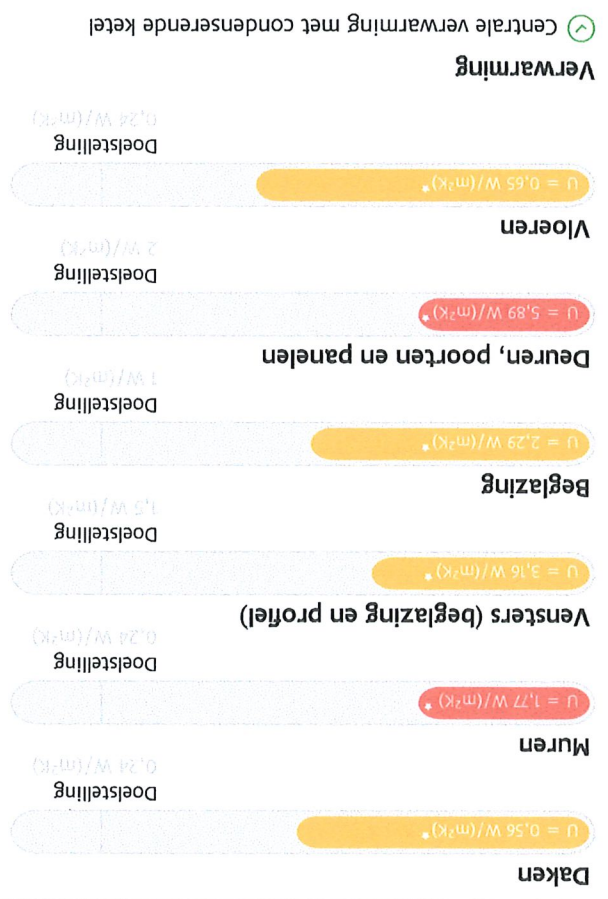 Daken
U = 0,56 W/(m²K)*
Doelstelling
0,24 W/(m²K)
Muren
U = 1,77 W/(m²K) *
Doelstelling
0,24 W/(m²K)
Vensters (beglazing en profiel)
U = 3,16 W/(m²K)*
Doelstelling
1,5 W/(m²K)
Beglazing
U = 2,29 W/(m²K)*
Doelstelling
1 W/(m²K)
Deuren, poorten en panelen
U = 5,89 W/(m²K)*
Doelstelling
2 W/(m²K)
Vloeren
U = 0,65 W/(m²K)*
Doelstelling
0,24 W/(m²K)
Verwarming
Centrale verwarming met condenserende ketel